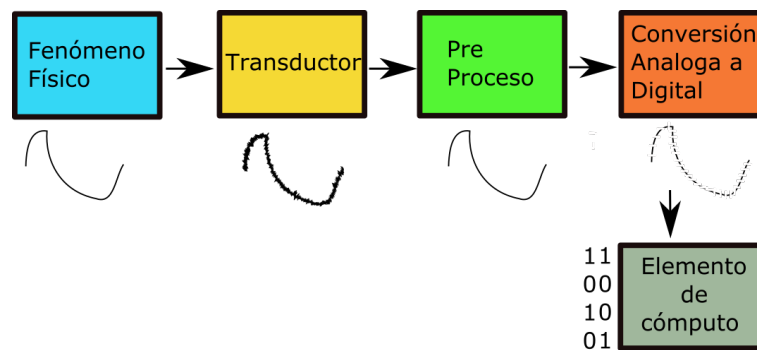 Fenómeno
Físico
Transductor
Pre
Proceso
Conversión
Analoga a
Digital
11
00
10
01
Elemento
de
cómputo